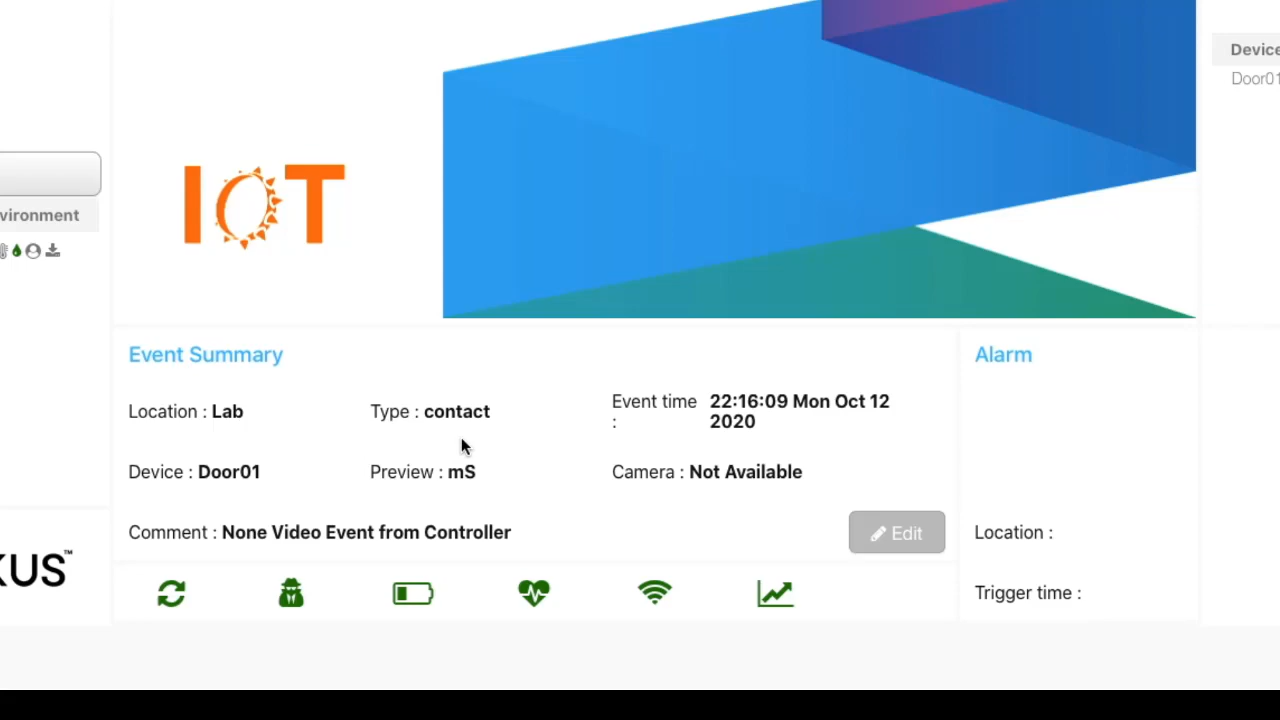 Device
Door01
vironment
IOT
Event Summary
Location : Lab
Type : contact
Event time : 22:16:09 Mon Oct 12 2020
Device : Door01
Preview : mS
Camera : Not Available
Comment : None Video Event from Controller
Edit
Alarm
Location :
Trigger time :
KUS™